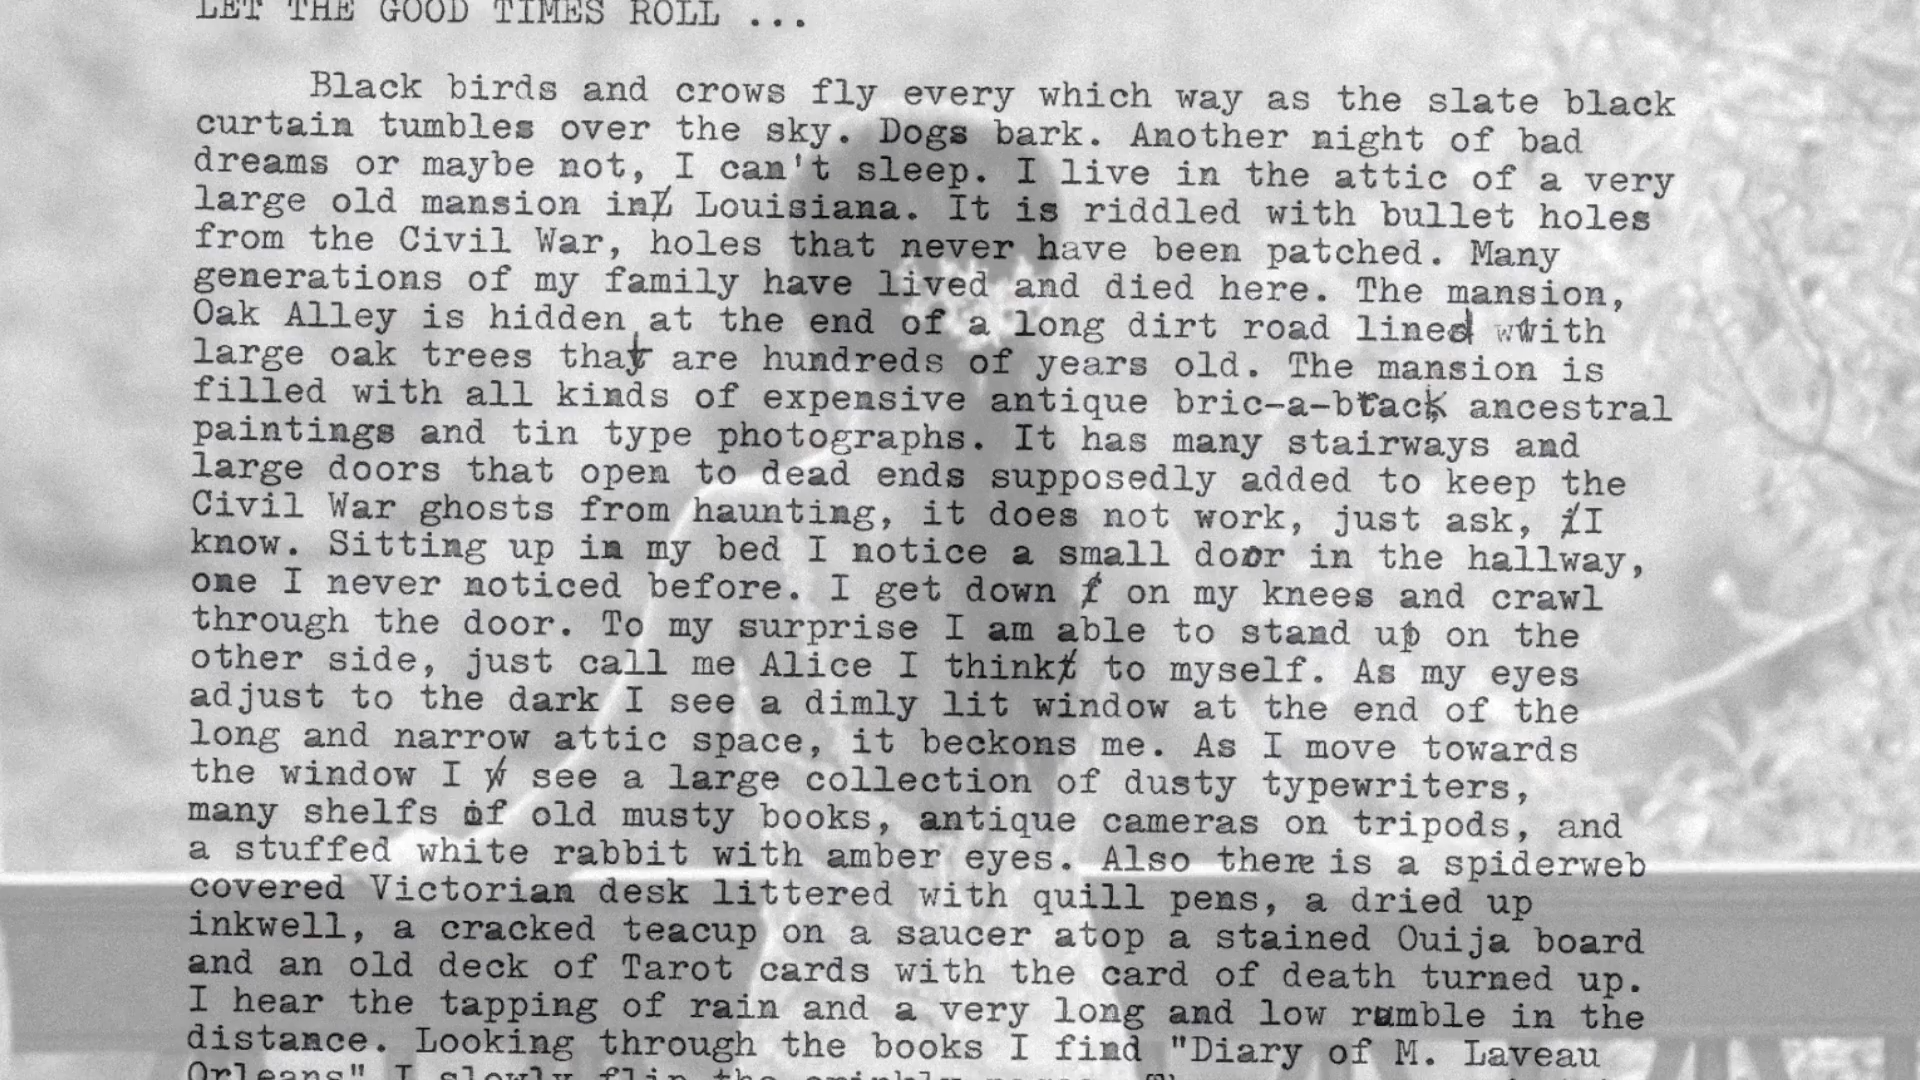 LET THE GOOD TIMES ROLL ...
Black birds and crows fly every which way as the slate black
curtain tumbles over the sky. Dogs bark. Another night of bad
dreams or maybe not, I can't sleep. I live in the attic of a very
large old mansion in Louisiana. It is riddled with bullet holes
from the Civil War, holes that never have been patched. Many
generations of my family have lived and died here. The mansion,
Oak Alley is hidden at the end of a long dirt road lined with
large oak trees that are hundreds of years old. The mansion is
filled with all kinds of expensive antique bric-a-brack ancestral
paintings and tin type photographs. It has many stairways and
large doors that open to dead ends supposedly added to keep the
Civil War ghosts from haunting, it does not work, just ask, I
know. Sitting up in my bed I notice a small door in the hallway,
one I never noticed before. I get down on my knees and crawl
through the door. To my surprise I am able to stand up on the
other side, just call me Alice I think to myself. As my eyes
adjust to the dark I see a dimly lit window at the end of the
long and narrow attic space, it beckons me. As I move towards
the window I see a large collection of dusty typewriters,
many shelfs of old musty books, antique cameras on tripods, and
a stuffed white rabbit with amber eyes. Also there is a spiderweb
covered Victorian desk littered with quill pens, a dried up
inkwell, a cracked teacup on a saucer atop a stained Ouija board
and an old deck of Tarot cards with the card of death turned up.
I hear the tapping of rain and a very long and low rumble in the
distance. Looking through the books I find "Diary of M. Laveau
Orleans" I slowly flip the